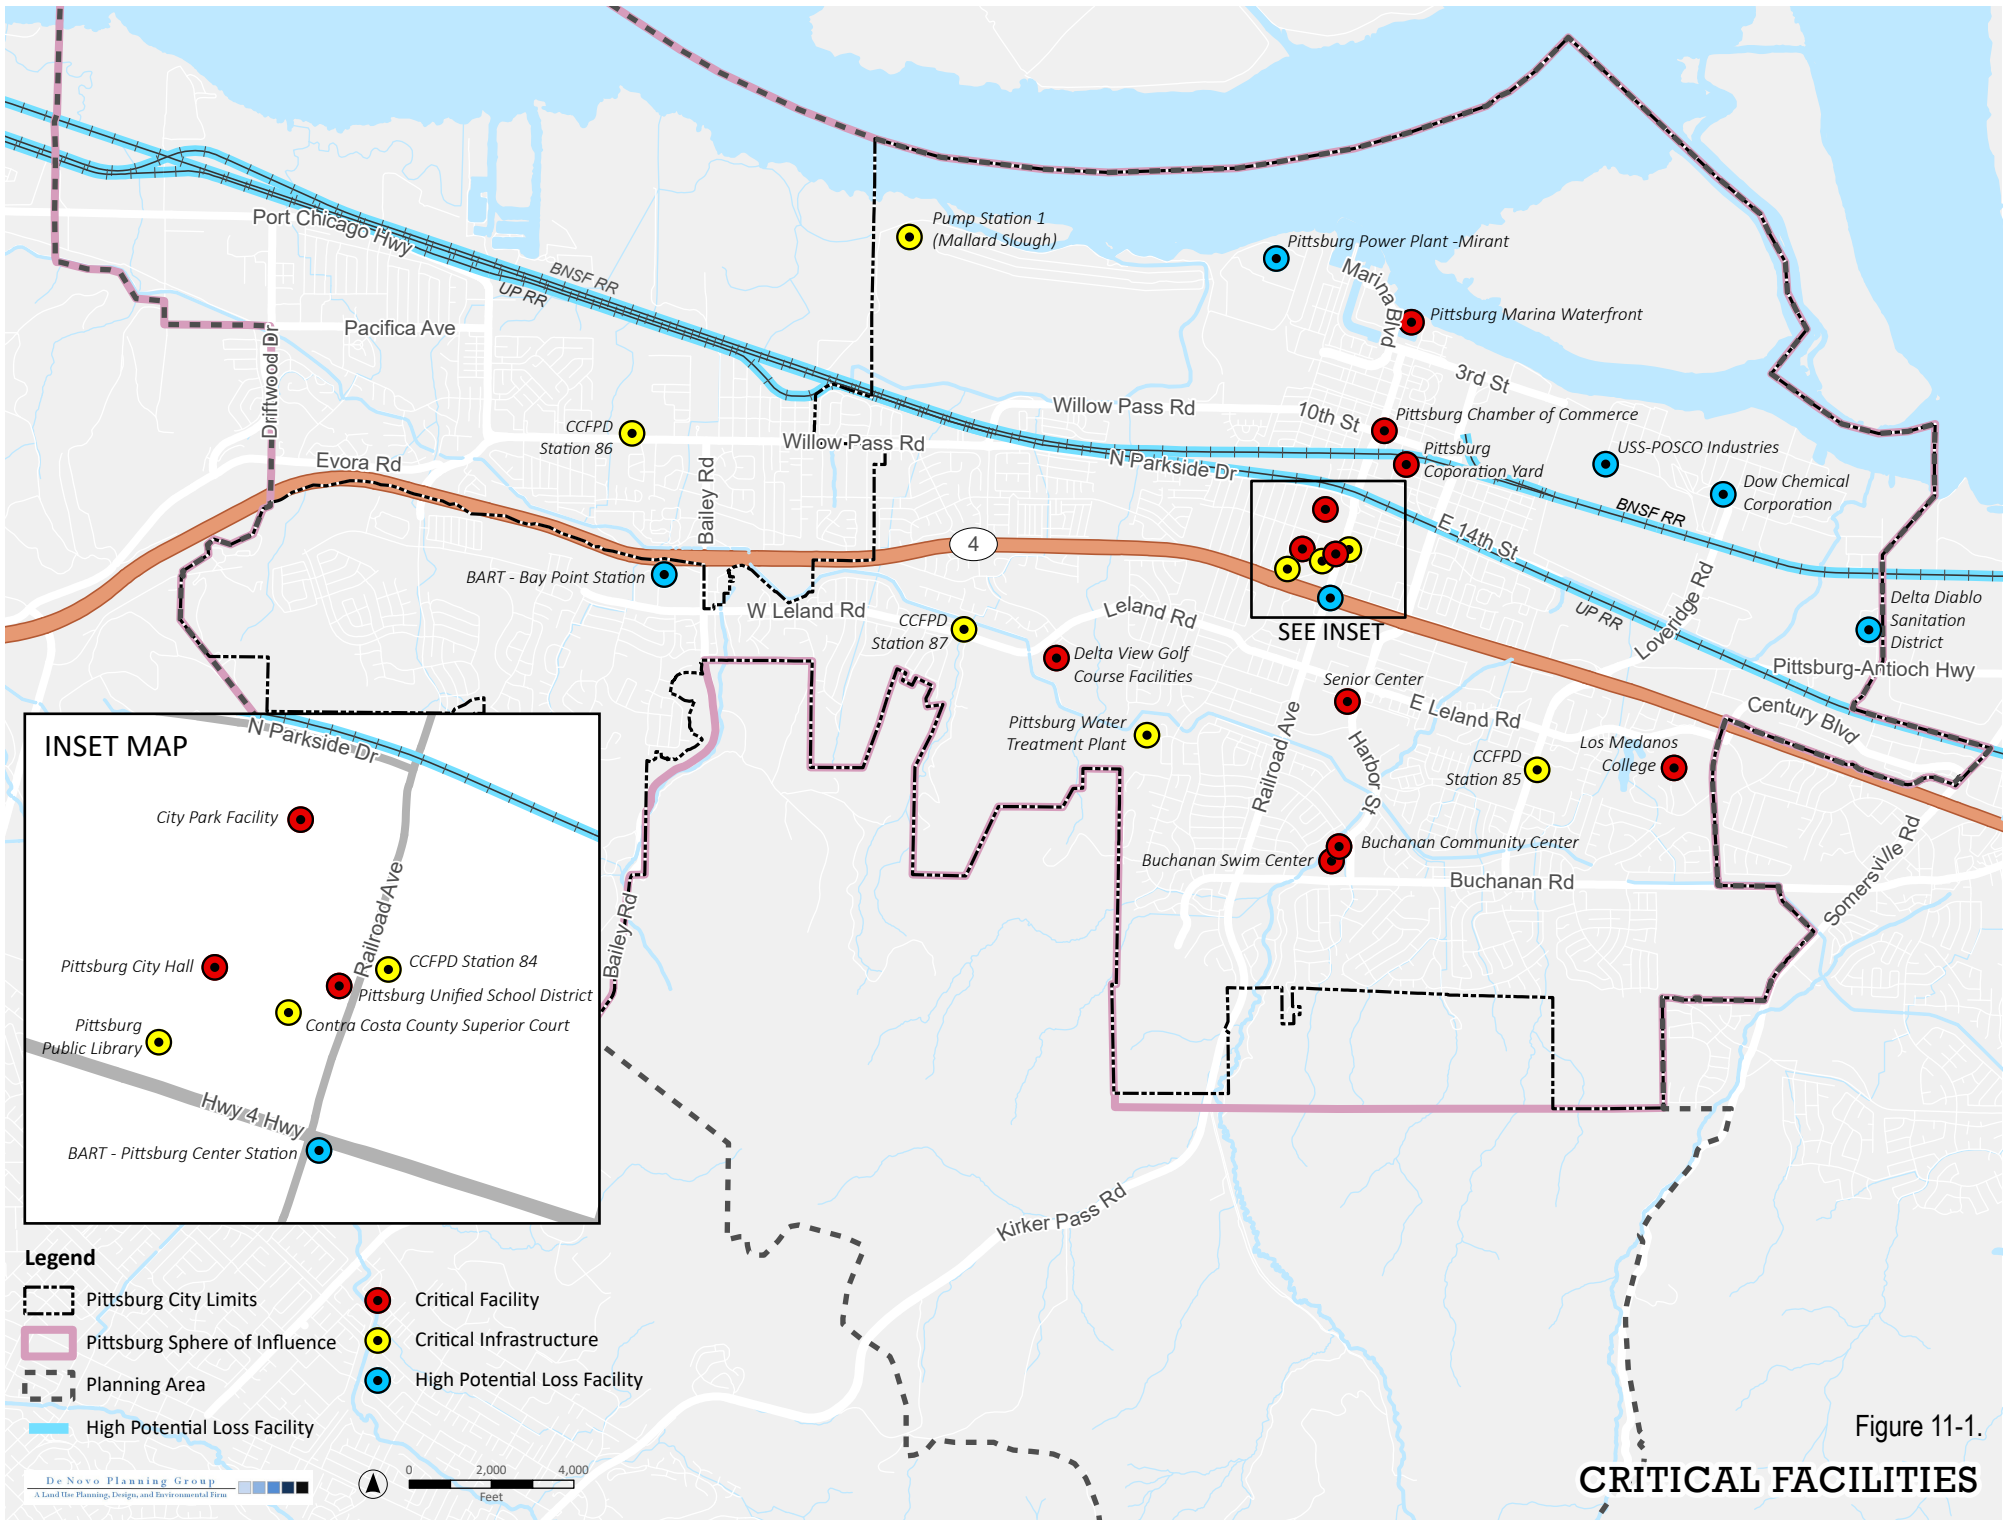 Port Chicago Hwy
BNSF RR
UP RR
Pacifica Ave
Driftwood Dr
Evora Rd
Pump Station 1
(Mallard Slough)
Pittsburg Power Plant -Mirant
Marina Blvd
Pittsburg Marina Waterfront
3rd St
Willow Pass Rd
10th St
Pittsburg Chamber of Commerce
CCFPD
Station 86
Willow Pass Rd
Bailey Rd
N Parkside Dr
Pittsburg
Coporation Yard
USS-POSCO Industries
Dow Chemical
Corporation
BNSF RR
E 14th St
4
BART - Bay Point Station
W Leland Rd
CCFPD
Station 87
Leland Rd
SEE INSET
UP RR
Loveridge Rd
Delta Diablo
Sanitation
District
Pittsburg-Antioch Hwy
Delta View Golf
Course Facilities
Senior Center
E Leland Rd
Century Blvd
Pittsburg Water
Treatment Plant
Railroad Ave
Harbor St
CCFPD
Station 85
Los Medanos
College
Buchanan Community Center
Buchanan Swim Center
Buchanan Rd
Somersville Rd
Bailey Rd
Kirker Pass Rd
INSET MAP
N Parkside Dr
City Park Facility
Railroad Ave
Pittsburg City Hall
CCFPD Station 84
Pittsburg Unified School District
Contra Costa County Superior Court
Pittsburg
Public Library
Hwy 4 Hwy
BART - Pittsburg Center Station
Legend
Pittsburg City Limits
Pittsburg Sphere of Influence
Planning Area
High Potential Loss Facility
Critical Facility
Critical Infrastructure
High Potential Loss Facility
De Novo Planning Group
A Land Use Planning, Design, and Environmental Firm
0 2,000 4,000
Feet
Figure 11-1.
CRITICAL FACILITIES